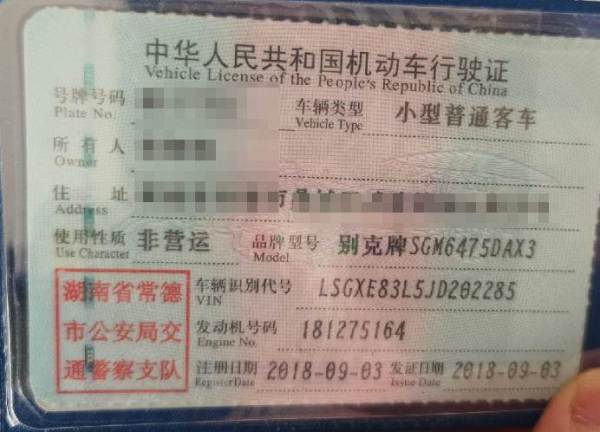 中华人民共和国机动车行驶证
Vehicle License of the People's Republic of China
号牌号码 车辆类型 小型普通客车
Plate No. Vehicle Type
所有人
Owner
住址 市
Address
使用性质 非营运 品牌型号 别克牌SGM6475DAX3
Use Character Model
湖南省常德 车辆识别代号 LSGXE83L5JD202285
VIN
市公安局交 发动机号码 181275164
Engine No.
通警察支队 注册日期 2018-09-03 发证日期 2018-09-03
Register Date Issue Date